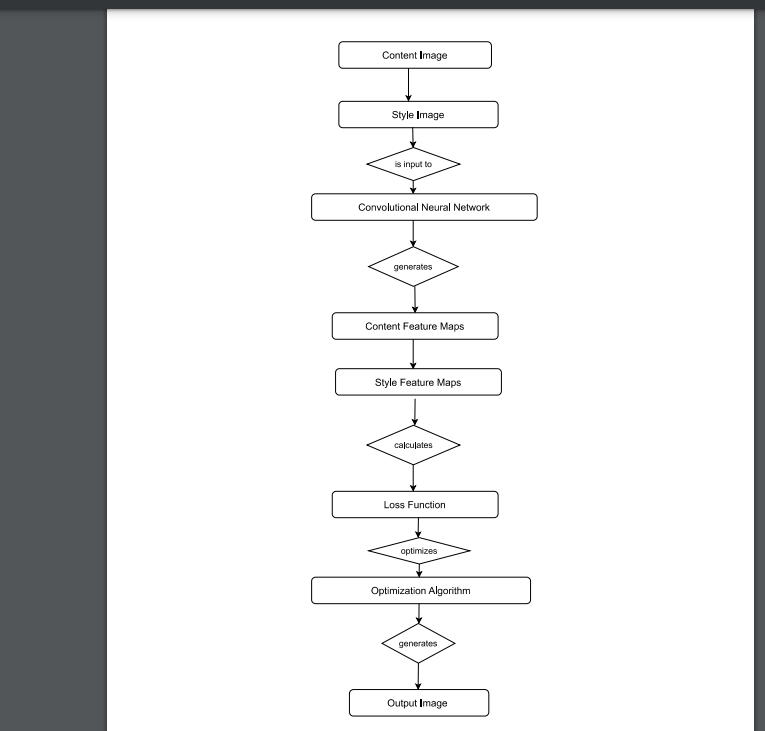 Content Image
Style Image
is input to
Convolutional Neural Network
generates
Content Feature Maps
Style Feature Maps
calculates
Loss Function
optimizes
Optimization Algorithm
generates
Output Image